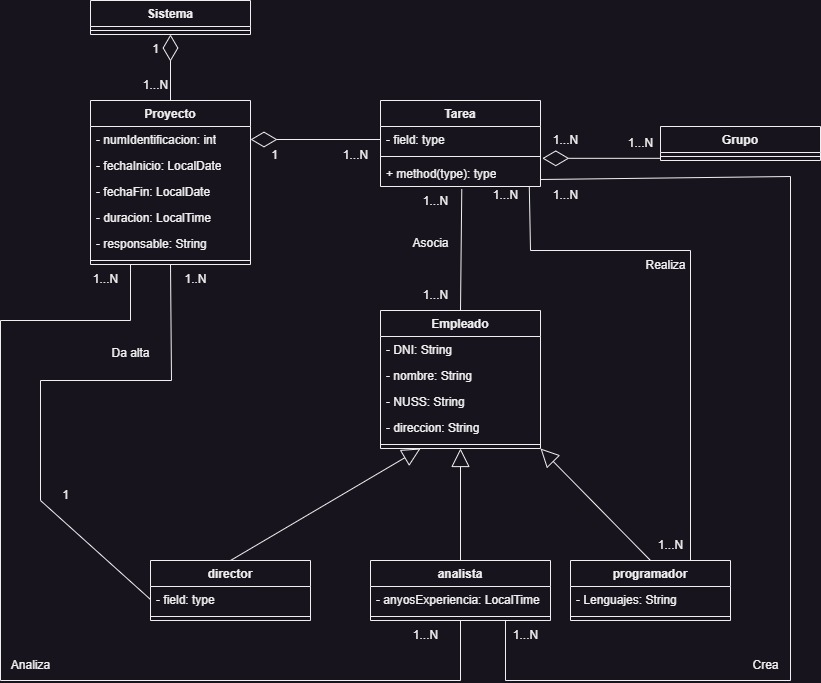 Sistema
1
1...N
Proyecto
- numIdentificacion: int
- fechaInicio: LocalDate
- fechaFin: LocalDate
- duracion: LocalTime
- responsable: String
1
1...N
Tarea
- field: type
+ method(type): type
1...N
1...N
Grupo
1...N
1...N
1...N
Asocia
Realiza
1...N
1...N
1..N
Da alta
Empleado
- DNI: String
- nombre: String
- NUSS: String
- direccion: String
1
1...N
director
- field: type
analista
- anyosExperiencia: LocalTime
programador
- Lenguajes: String
1...N
1...N
Analiza
Crea